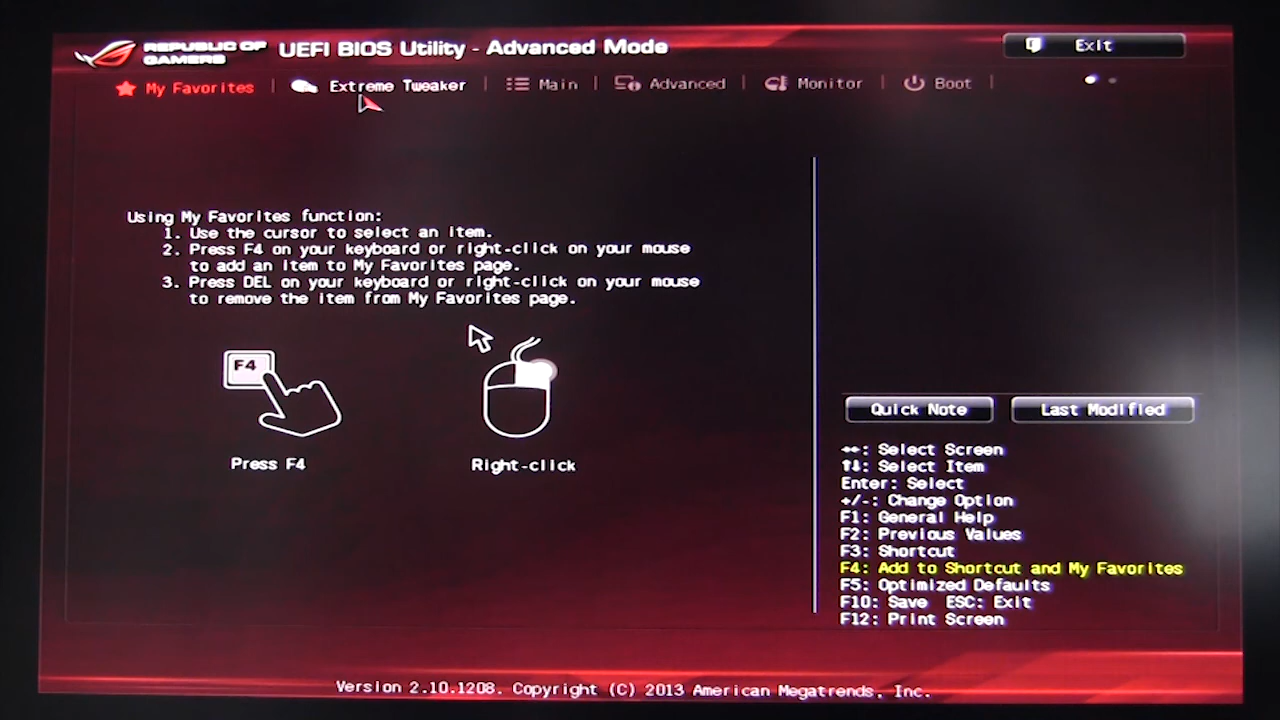 REPUBLIC OF
GAMERS
UEFI BIOS Utility - Advanced Mode
Exit
My Favorites
Extreme Tweaker
Main
Advanced
Monitor
Boot
Using My Favorites function:
1. Use the cursor to select an item.
2. Press F4 on your keyboard or right-click on your mouse
to add an item to My Favorites page.
3. Press DEL on your keyboard or right-click on your mouse
to remove the item from My Favorites page.
F4
Press F4
Right-click
Quick Note
Last Modified
→←: Select Screen
↑↓: Select Item
Enter: Select
+/-: Change Option
F1: General Help
F2: Previous Values
F3: Shortcut
F4: Add to Shortcut and My Favorites
F5: Optimized Defaults
F10: Save ESC: Exit
F12: Print Screen
Version 2.10.1208. Copyright (C) 2013 American Megatrends, Inc.